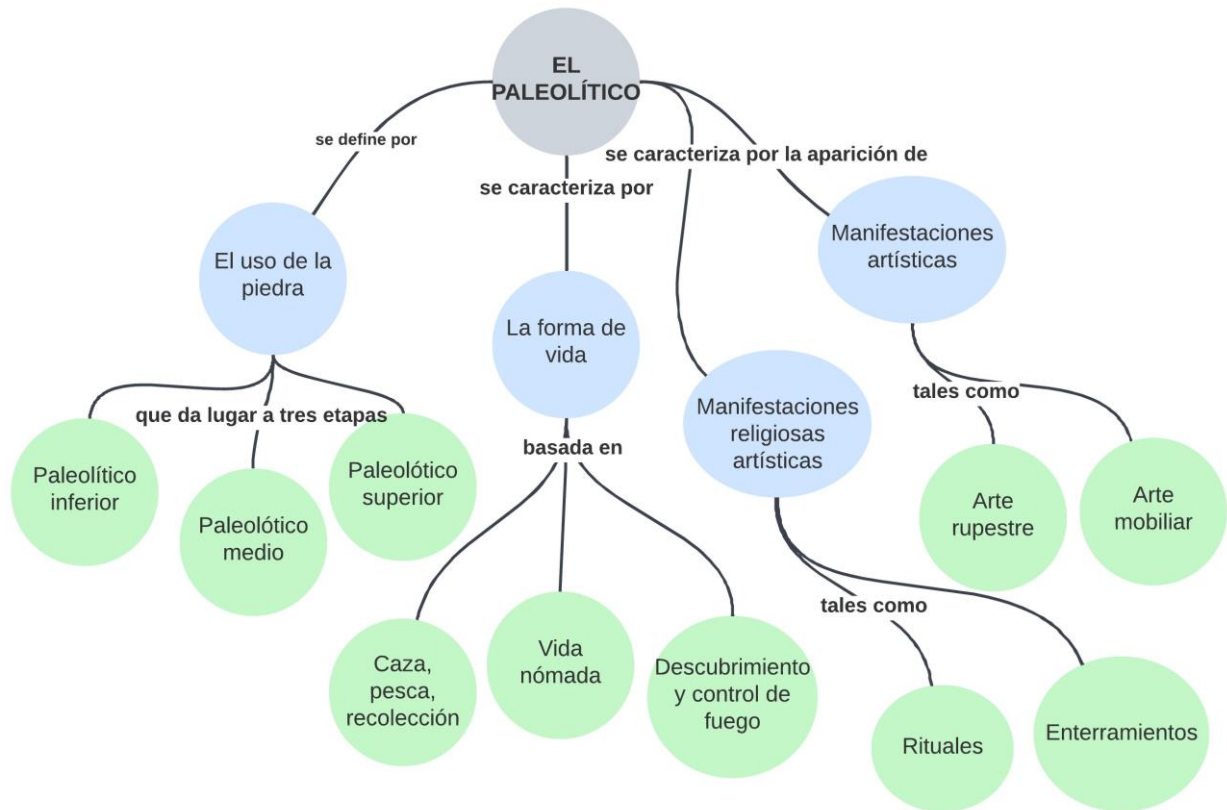 EL
PALEOLÍTICO
se define por
se caracteriza por
se caracteriza por la aparición de
El uso de la
piedra
que da lugar a tres etapas
Paleolítico
inferior
Paleolótico
medio
Paleolótico
superior
La forma de
vida
basada en
Caza,
pesca,
recolección
Vida
nómada
Descubrimiento
y control de
fuego
Manifestaciones
religiosas
artísticas
tales como
Rituales
Enterramientos
Manifestaciones
artísticas
tales como
Arte
rupestre
Arte
mobiliar